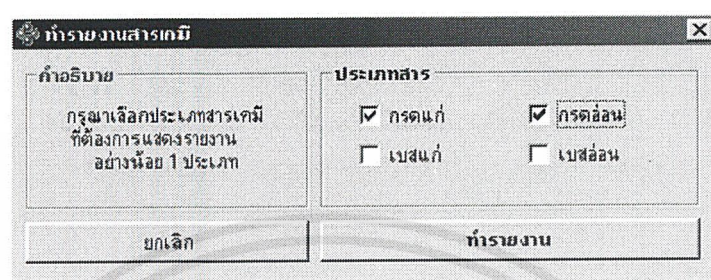 ทำรายงานสารเคมี
คำอธิบาย
กรุณาเลือกประเภทสารเคมี
ที่ต้องการแสดงรายงาน
อย่างน้อย 1 ประเภท
ประเภทสาร
กรดแก่ กรดอ่อน
เบสแก่ เบสอ่อน
ยกเลิก ทำรายงาน